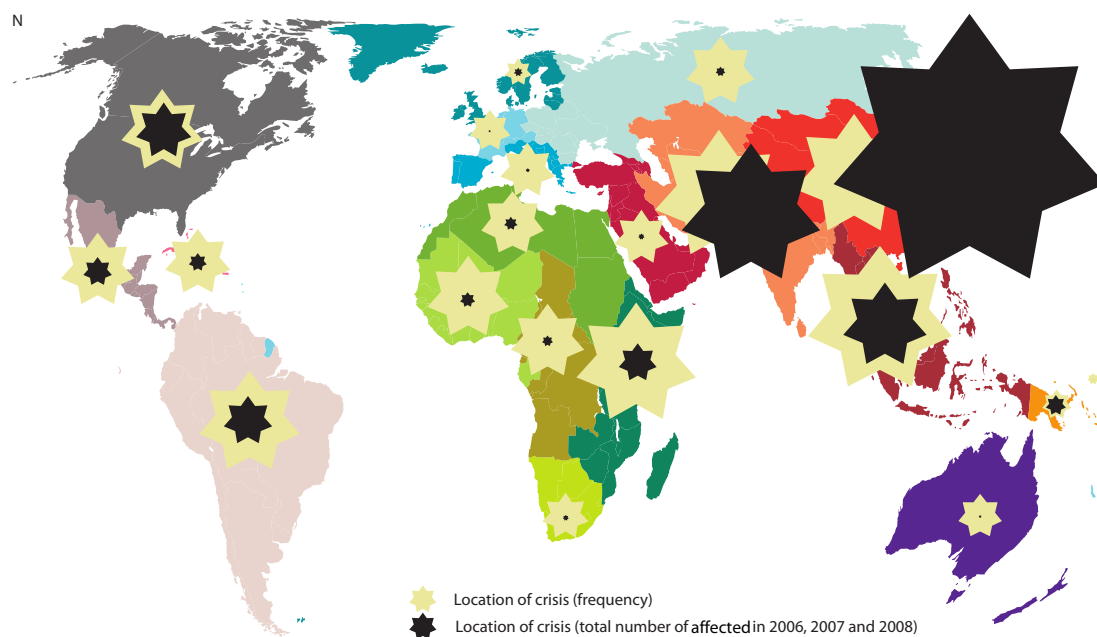 N
Location of crisis (frequency)
Location of crisis (total number of affected in 2006, 2007 and 2008)